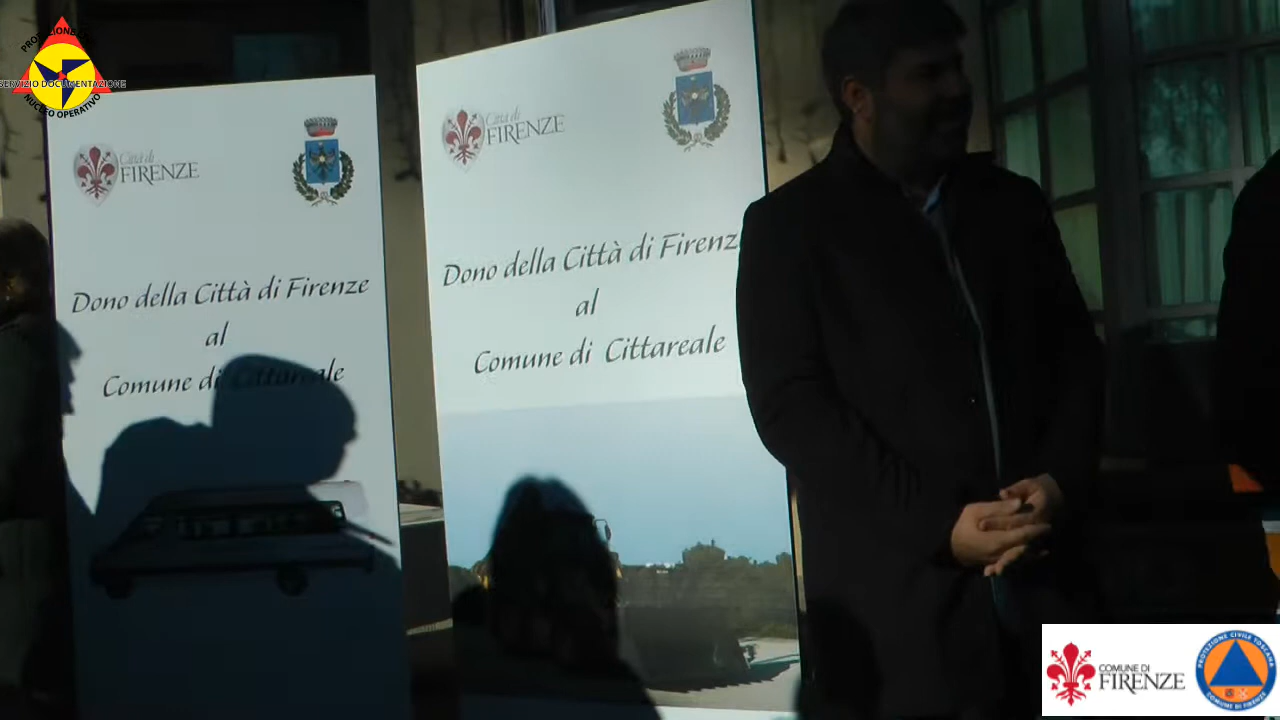 PROTEZIONE
SERVIZIO DOCUMENTAZIONE
NUCLEO OPERATIVO
Città di
FIRENZE
Dono della Città di Firenze
al
Comune di Cittareale
Città di
FIRENZE
Dono della Città di Firenz
al
Comune di Cittareale
COMUNE DI
FIRENZE
PROTEZIONE CIVILE TOSCANA
COMUNE DI FIRENZE